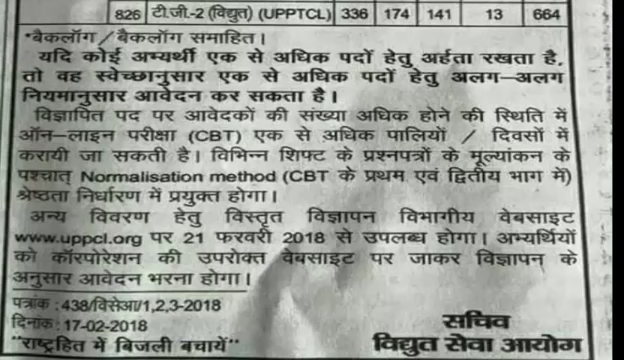 826 टी.जी.-2 (विद्युत) (UPPTCL) 336 174 141 13 664
*बैकलॉग / बैकलॉग समाहित।
यदि कोई अभ्यर्थी एक से अधिक पदों हेतु अर्हता रखता है,
तो वह स्वेच्छानुसार एक से अधिक पदों हेतु अलग–अलग
नियमानुसार आवेदन कर सकता है।
विज्ञापित पद पर आवेदकों की संख्या अधिक होने की स्थिति में
ऑन–लाइन परीक्षा (CBT) एक से अधिक पालियों / दिवसों में
करायी जा सकती है। विभिन्न शिफ्ट के प्रश्नपत्रों के मूल्यांकन के
पश्चात् Normalisation method (CBT के प्रथम एवं द्वितीय भाग में)
श्रेष्ठता निर्धारण में प्रयुक्त होगा।
अन्य विवरण हेतु विस्तृत विज्ञापन विभागीय वेबसाइट
www.uppcl.org पर 21 फरवरी 2018 से उपलब्ध होगा। अभ्यर्थियों
को कॉरपोरेशन की उपरोक्त वेबसाइट पर जाकर विज्ञापन के
अनुसार आवेदन भरना होगा।
पत्रांक : 438/विसेआ/1,2,3-2018
दिनांक : 17-02-2018
"राष्ट्रहित में बिजली बचायें"
सचिव
विद्युत सेवा आयोग